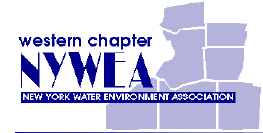 western chapter
NYWEA
NEW YORK WATER ENVIRONMENT ASSOCIATION